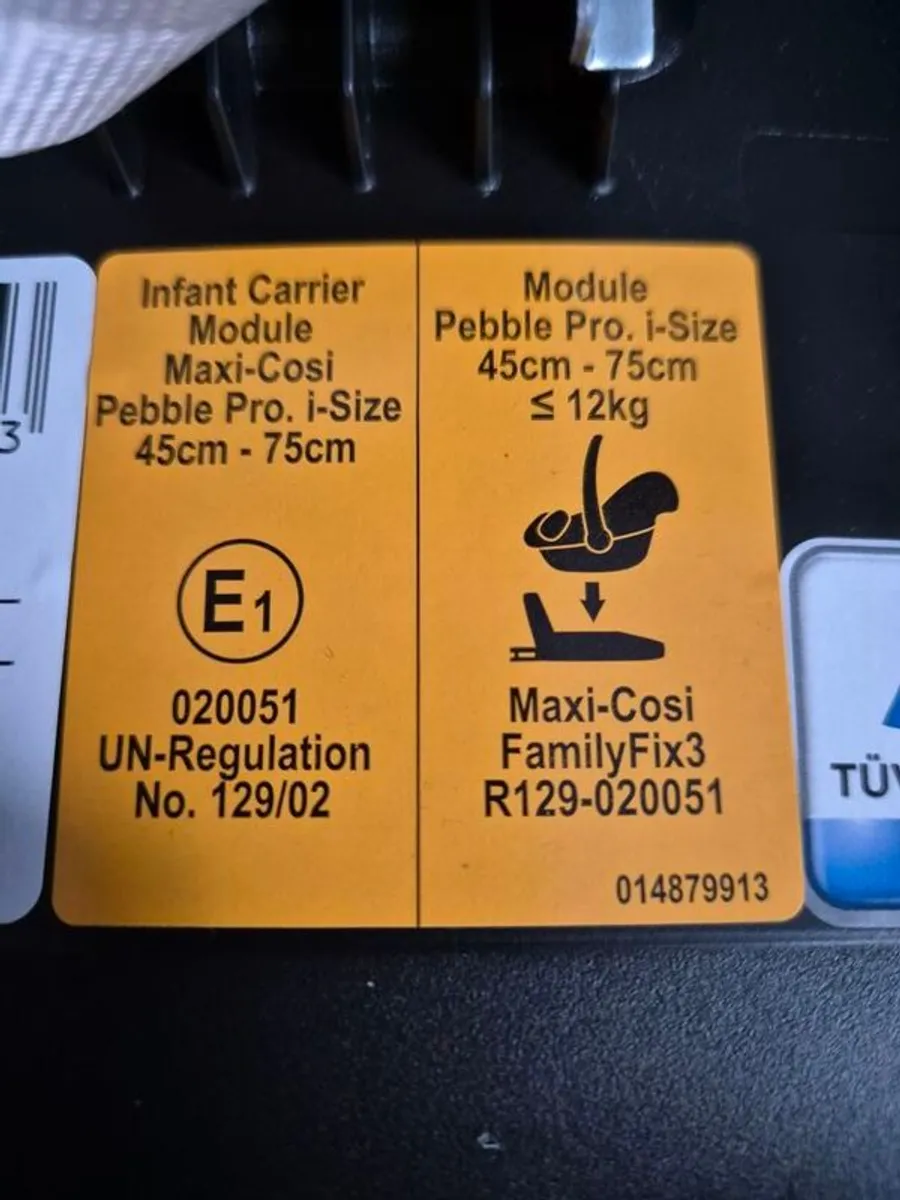 3
Infant Carrier
Module
Maxi-Cosi
Pebble Pro. i-Size
45cm - 75cm
E1
020051
UN-Regulation
No. 129/02
Module
Pebble Pro. i-Size
45cm - 75cm
≤ 12kg
Maxi-Cosi
FamilyFix3
R129-020051
014879913
TÜV